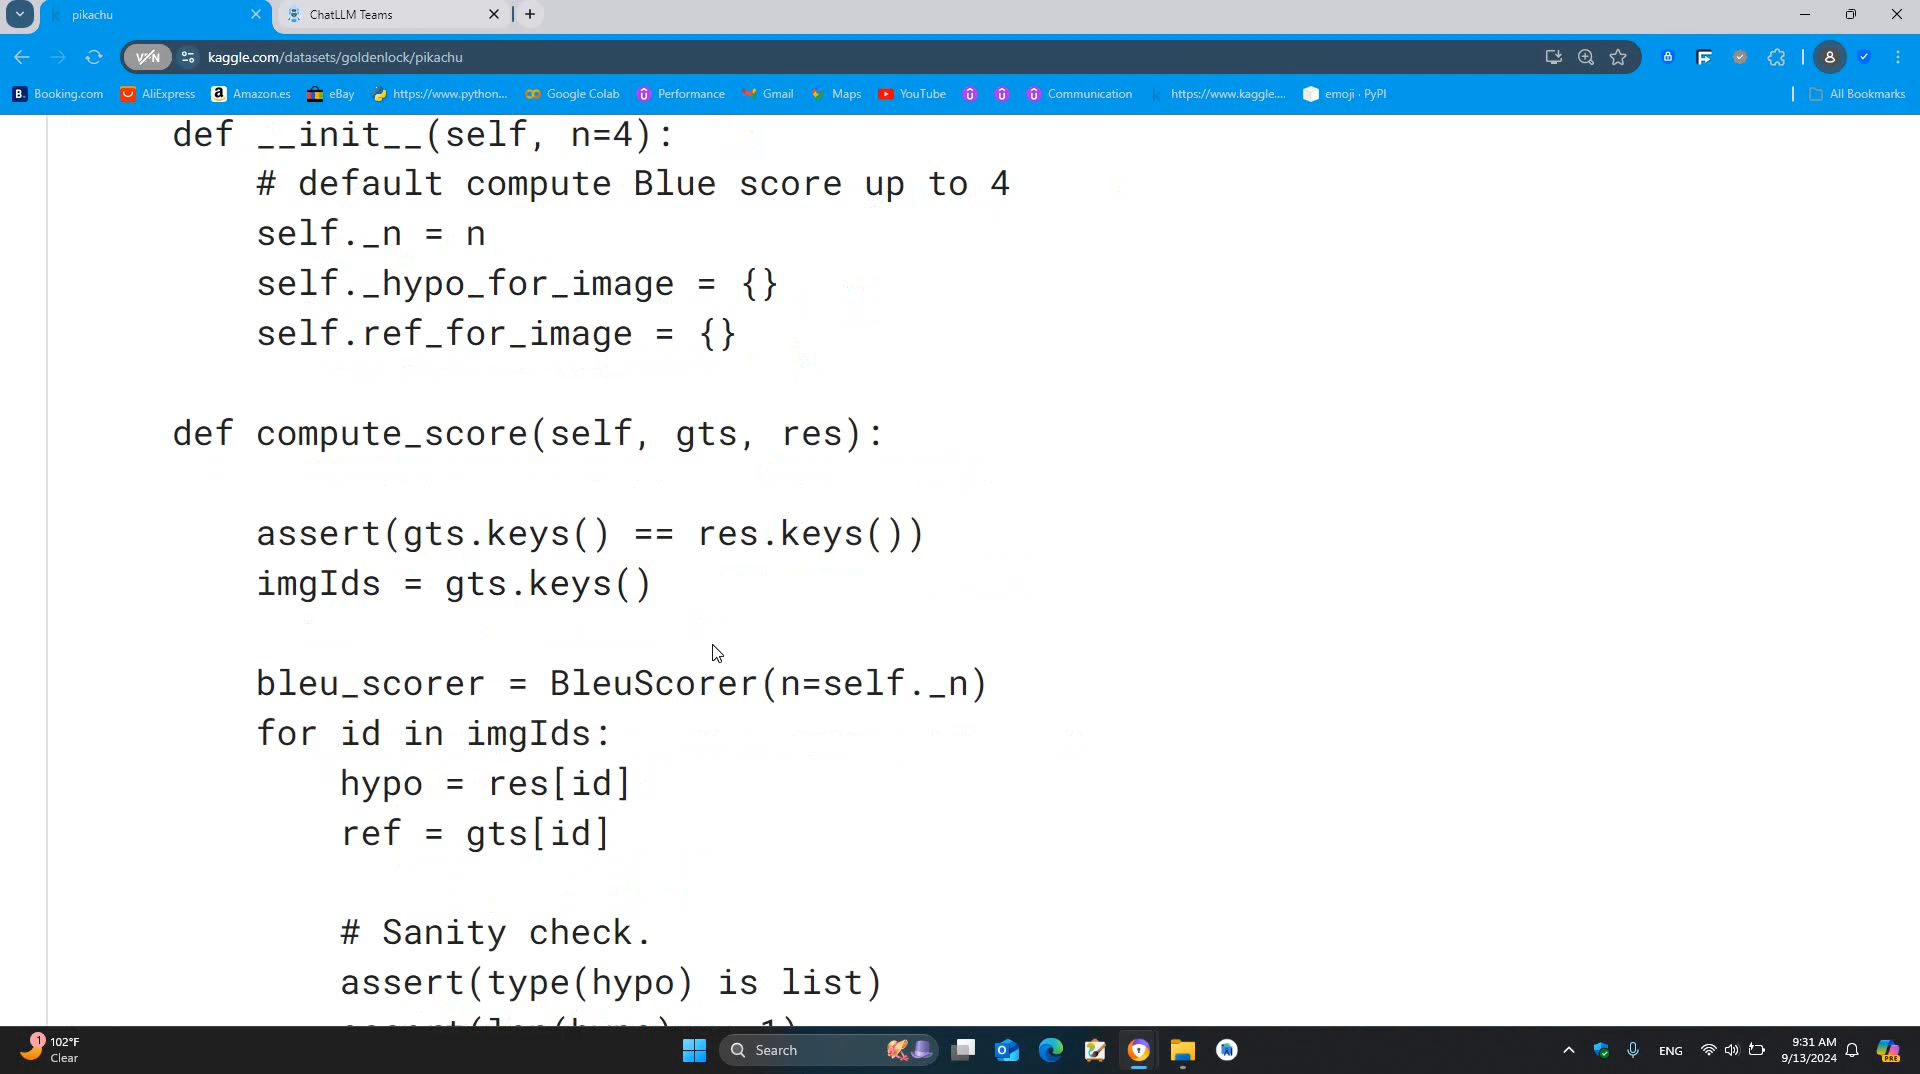 pikachu
ChatLLM Teams
VPN
kaggle.com/datasets/goldenlock/pikachu
B. Booking.com
AliExpress
a Amazon.es
eBay
https://www.python...
Google Colab
Performance
Gmail
Maps
YouTube
Communication
https://www.kaggle....
emoji · PyPI
All Bookmarks
def __init__(self, n=4):
# default compute Blue score up to 4
self._n = n
self._hypo_for_image = {}
self.ref_for_image = {}
def compute_score(self, gts, res):
assert(gts.keys() == res.keys())
imgIds = gts.keys()
bleu_scorer = BleuScorer(n=self._n)
for id in imgIds:
hypo = res[id]
ref = gts[id]
# Sanity check.
assert(type(hypo) is list)
1
102°F
Clear
Search
ENG
9:31 AM
9/13/2024
PRE